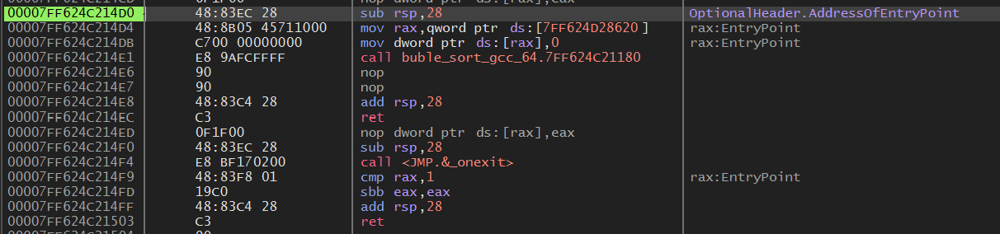 0F1F00 nop dword ptr ds:[rax],eax
00007FF624C214D0 48:83EC 28 sub rsp,28 OptionalHeader.AddressOfEntryPoint
00007FF624C214D4 48:8B05 45711000 mov rax,qword ptr ds:[7FF624D28620] rax:EntryPoint
00007FF624C214DB C700 00000000 mov dword ptr ds:[rax],0 rax:EntryPoint
00007FF624C214E1 E8 9AFCFFFF call buble_sort_gcc_64.7FF624C21180
00007FF624C214E6 90 nop
00007FF624C214E7 90 nop
00007FF624C214E8 48:83C4 28 add rsp,28
00007FF624C214EC C3 ret
00007FF624C214ED 0F1F00 nop dword ptr ds:[rax],eax
00007FF624C214F0 48:83EC 28 sub rsp,28
00007FF624C214F4 E8 BF170200 call <JMP.&_onexit>
00007FF624C214F9 48:83F8 01 cmp rax,1 rax:EntryPoint
00007FF624C214FD 19C0 sbb eax,eax
00007FF624C214FF 48:83C4 28 add rsp,28
00007FF624C21503 C3 ret